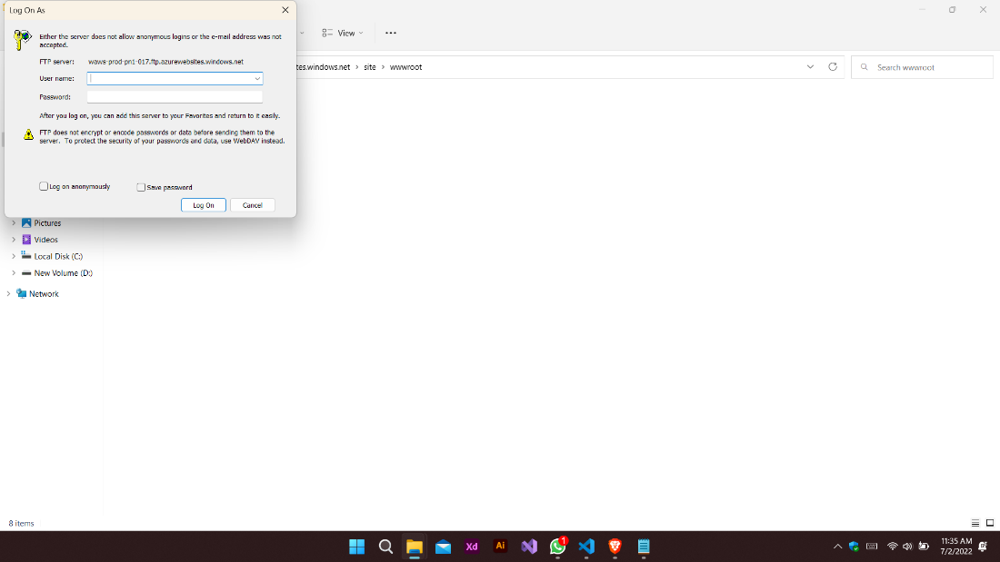 Log On As
Either the server does not allow anonymous logins or the e-mail address was not
accepted.
FTP server: waws-prod-pn1-017.ftp.azurewebsites.windows.net
User name:
Password:
After you log on, you can add this server to your Favorites and return to it easily.
FTP does not encrypt or encode passwords or data before sending them to the
server. To protect the security of your passwords and data, use WebDAV instead.
Log on anonymously
Save password
Log On
Cancel
View
tes.windows.net > site > wwwroot
Search wwwroot
Pictures
Videos
Local Disk (C:)
New Volume (D:)
Network
8 items
Xd
Ai
1
11:35 AM
7/2/2022